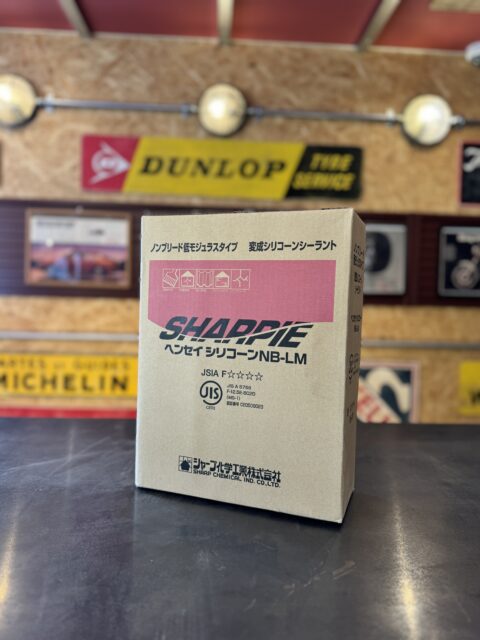 DUNLOP TYRE SERVICE
ノンブリード低モジュラスタイプ 変成シリコーンシーラント
SHARPIE
ヘンセイシリコーンNB-LM
JSIA F☆☆☆☆
JIS
JIS A 5758
シャープ化学工業株式会社
SHARP CHEMICAL IND. CO.,LTD.
MICHELIN